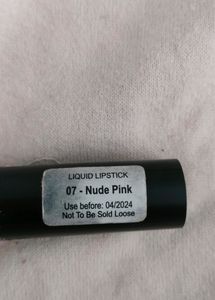 LIQUID LIPSTICK
07 - Nude Pink
Use before: 04/2024
Not To Be Sold Loose